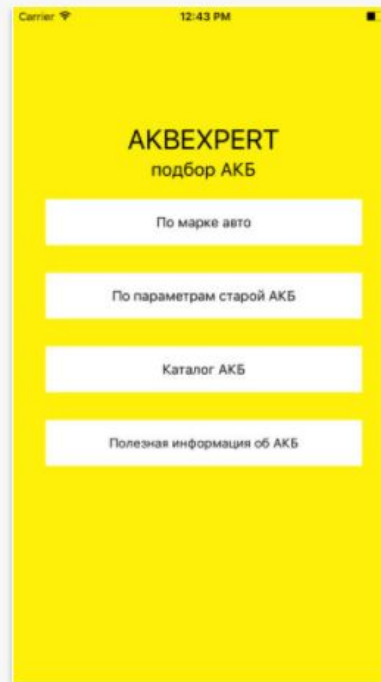 Carrier 12:43 PM
AKBEXPERT
подбор АКБ
По марке авто
По параметрам старой АКБ
Каталог АКБ
Полезная информация об АКБ